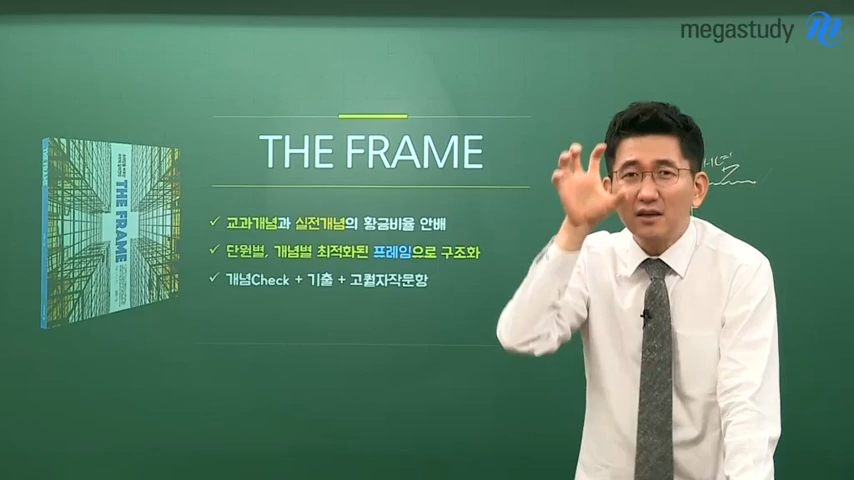 megastudy
THE FRAME
THE FRAME
THE FRAME
교과개념과 실전개념의 황금비율 안배
단원별, 개념별 최적화된 프레임으로 구조화
개념Check + 기출 + 고퀄자작문항